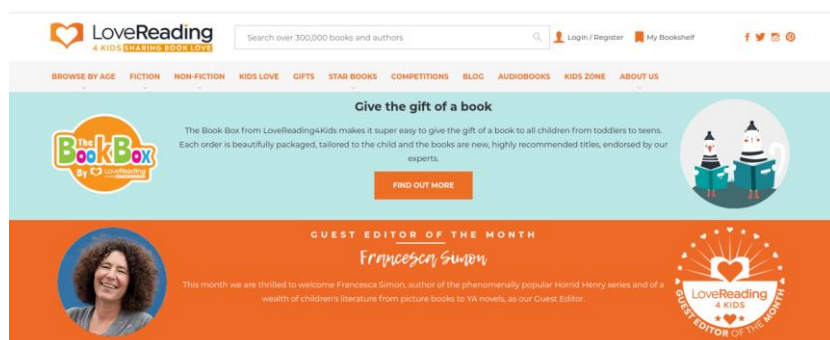 LoveReading
4 KIDS SHARING BOOK LOVE
Search over 300,000 books and authors
Login / Register
My Bookshelf
BROWSE BY AGE FICTION NON-FICTION KIDS LOVE GIFTS STAR BOOKS COMPETITIONS BLOG AUDIOBOOKS KIDS ZONE ABOUT US
Give the gift of a book
The Book Box from LoveReading4Kids makes it super easy to give the gift of a book to all children from toddlers to teens.
Each order is beautifully packaged, tailored to the child and the books are new, highly recommended titles, endorsed by our
experts.
FIND OUT MORE
The
BookBox
By LoveReading
GUEST EDITOR OF THE MONTH
Francesca Simon
This month we are thrilled to welcome Francesca Simon, author of the phenomenally popular Horrid Henry series and of a
wealth of children's literature from picture books to YA novels, as our Guest Editor.
LoveReading
4 KIDS
GUEST EDITOR OF THE MONTH